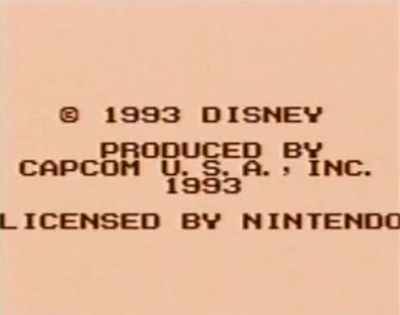 © 1993 DISNEY
PRODUCED BY
CAPCOM U. S. A. , INC.
1993
LICENSED BY NINTENDO